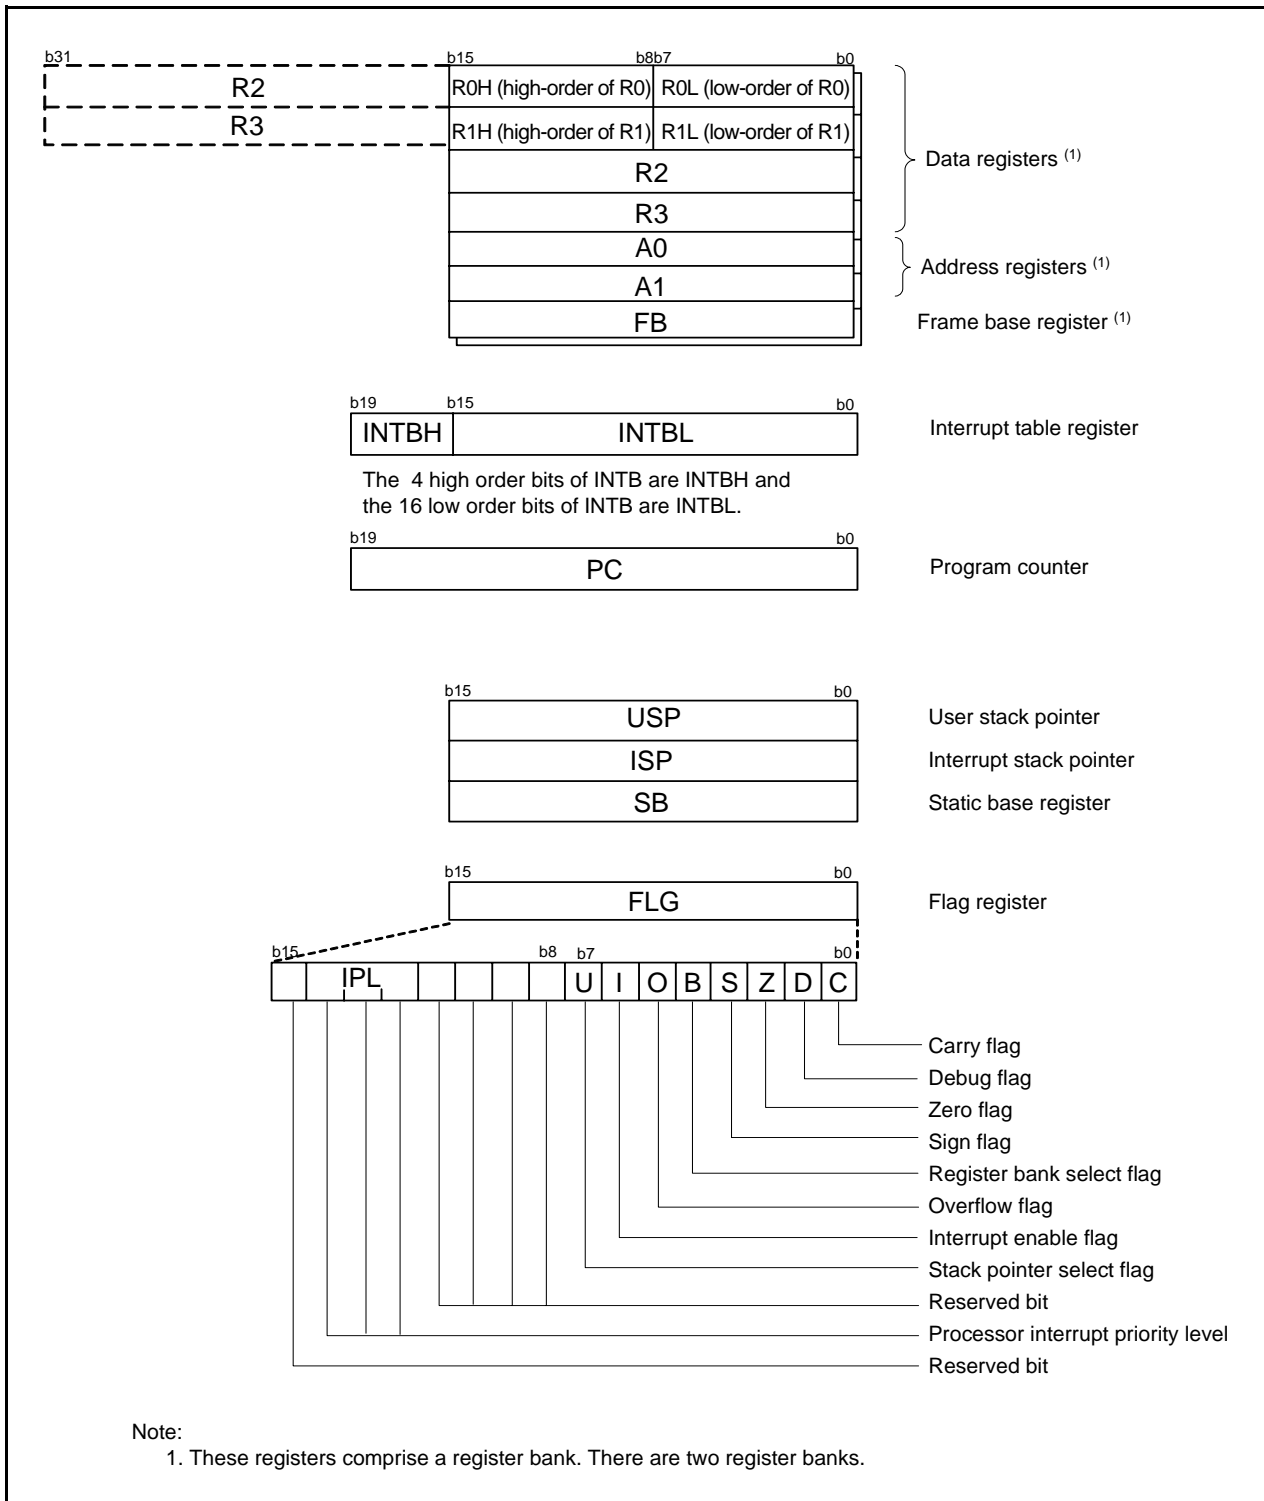 b31 b15 b8b7 b0
R2 R0H (high-order of R0) R0L (low-order of R0)
R3 R1H (high-order of R1) R1L (low-order of R1)
Data registers (1)
R2
R3
A0
Address registers (1)
A1
FB Frame base register (1)
b19 b15 b0
INTBH INTBL Interrupt table register
The 4 high order bits of INTB are INTBH and
the 16 low order bits of INTB are INTBL.
b19 b0
PC Program counter
b15 b0
USP User stack pointer
ISP Interrupt stack pointer
SB Static base register
b15 b0
FLG Flag register
b15 b8 b7 b0
IPL U I O B S Z D C
Carry flag
Debug flag
Zero flag
Sign flag
Register bank select flag
Overflow flag
Interrupt enable flag
Stack pointer select flag
Reserved bit
Processor interrupt priority level
Reserved bit
Note:
1. These registers comprise a register bank. There are two register banks.